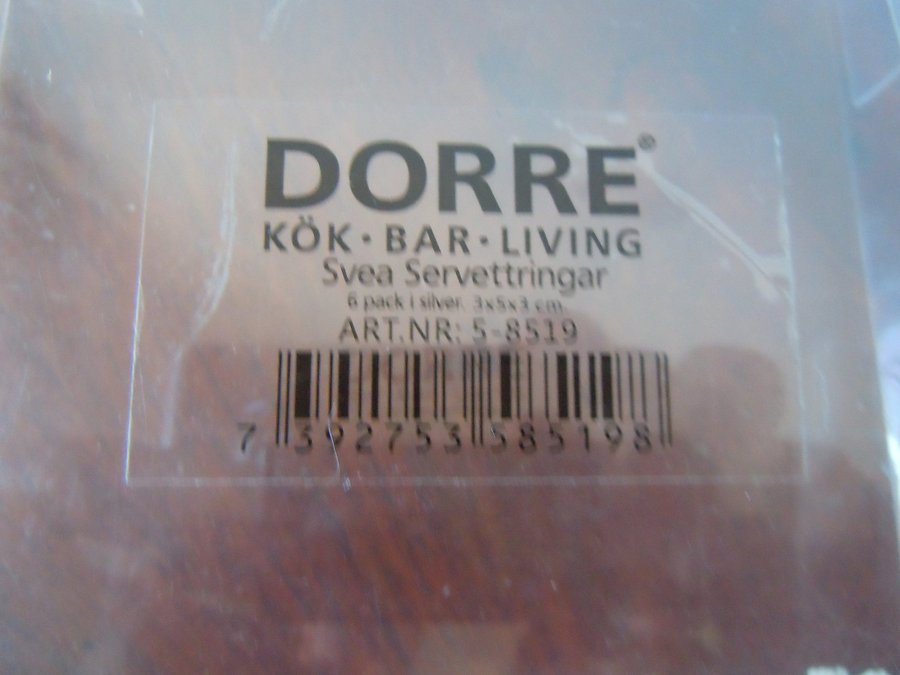 DORRE®
KÖK · BAR · LIVING
Svea Servettringar
6 pack i silver. 3x5x3 cm.
ART.NR: 5-8519
7 392753 585198